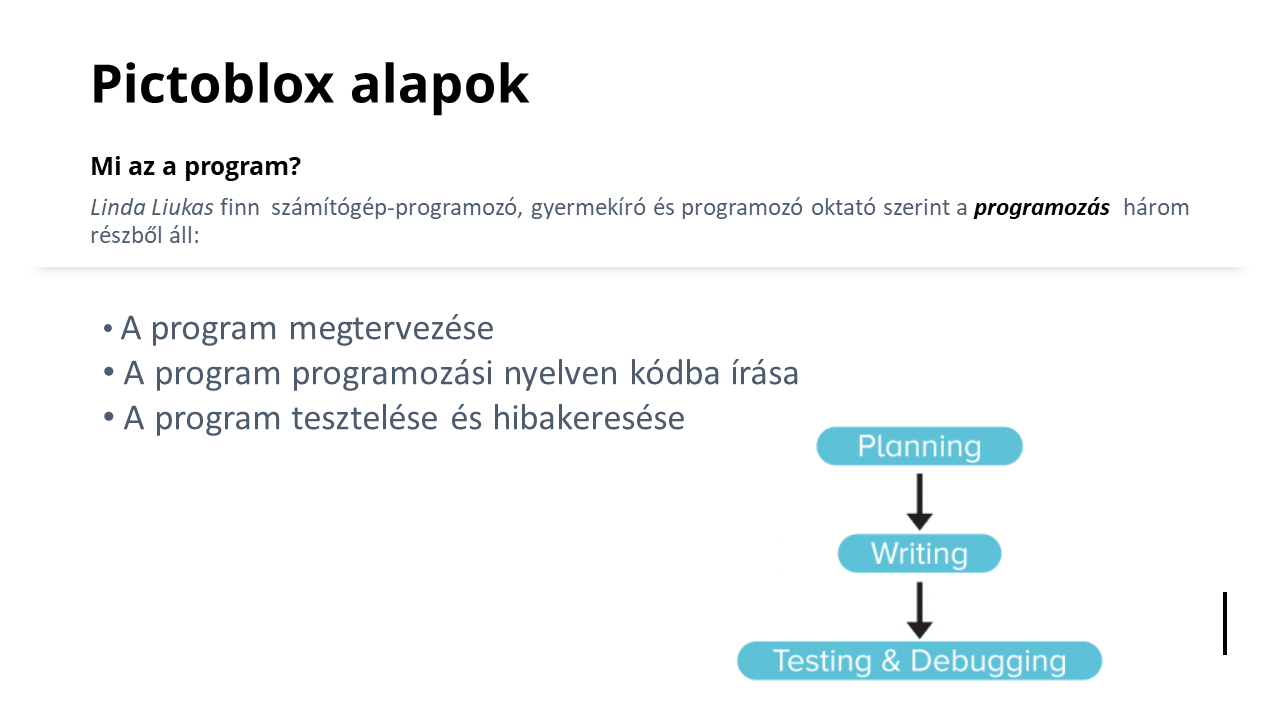 Pictoblox alapok
Mi az a program?
Linda Liukas finn számítógép-programozó, gyermekíró és programozó oktató szerint a programozás három
részből áll:
• A program megtervezése
• A program programozási nyelven kódba írása
• A program tesztelése és hibakeresése
Planning
Writing
Testing & Debugging